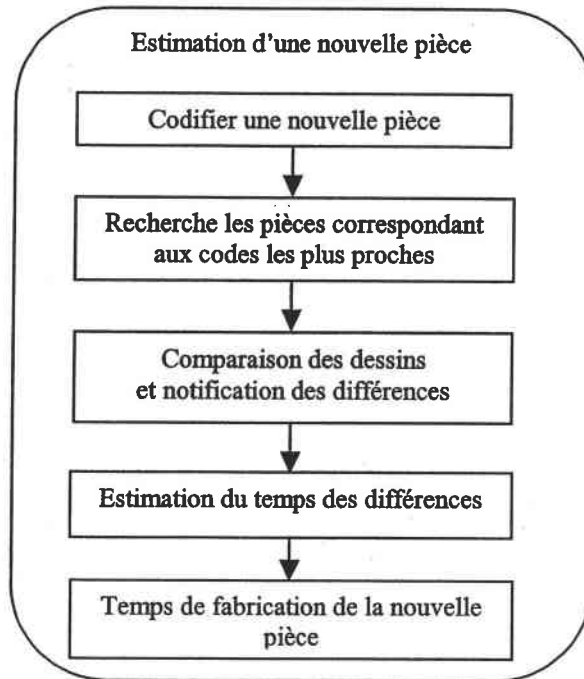 Estimation d'une nouvelle pièce
Codifier une nouvelle pièce
Recherche les pièces correspondant
aux codes les plus proches
Comparaison des dessins
et notification des différences
Estimation du temps des différences
Temps de fabrication de la nouvelle
pièce